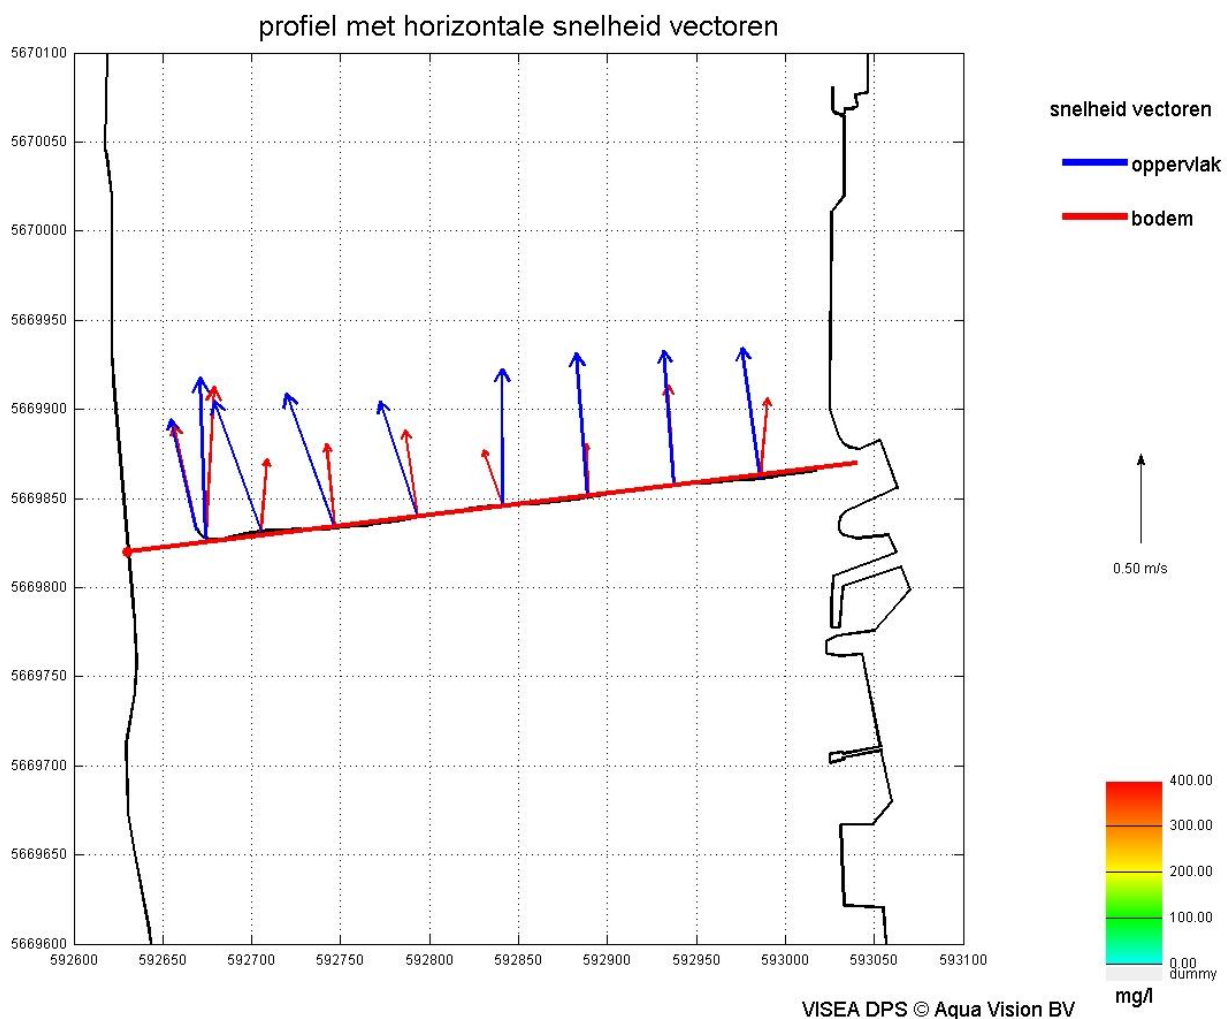 profiel met horizontale snelheid vectoren
5670100
5670050
5670000
5669950
5669900
5669850
5669800
5669750
5669700
5669650
5669600
592600 592650 592700 592750 592800 592850 592900 592950 593000 593050 593100
snelheid vectoren
oppervlak
bodem
0.50 m/s
400.00
300.00
200.00
100.00
0.00
dummy
mg/l
VISEA DPS © Aqua Vision BV